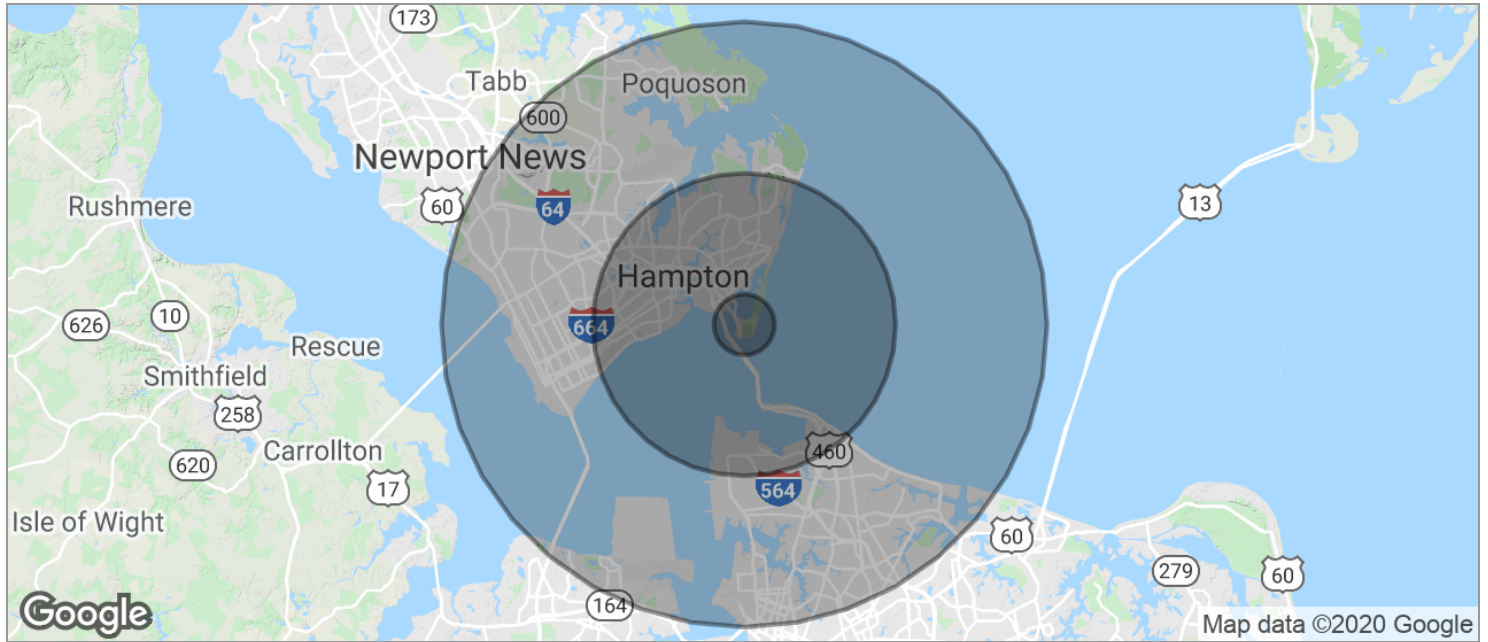 173
Tabb
Poquoson
600
Newport News
60
64
13
Rushmere
Hampton
10
626
664
Rescue
Smithfield
258
Carrollton
460
620
17
564
Isle of Wight
60
279
60
164
Google
Map data ©2020 Google